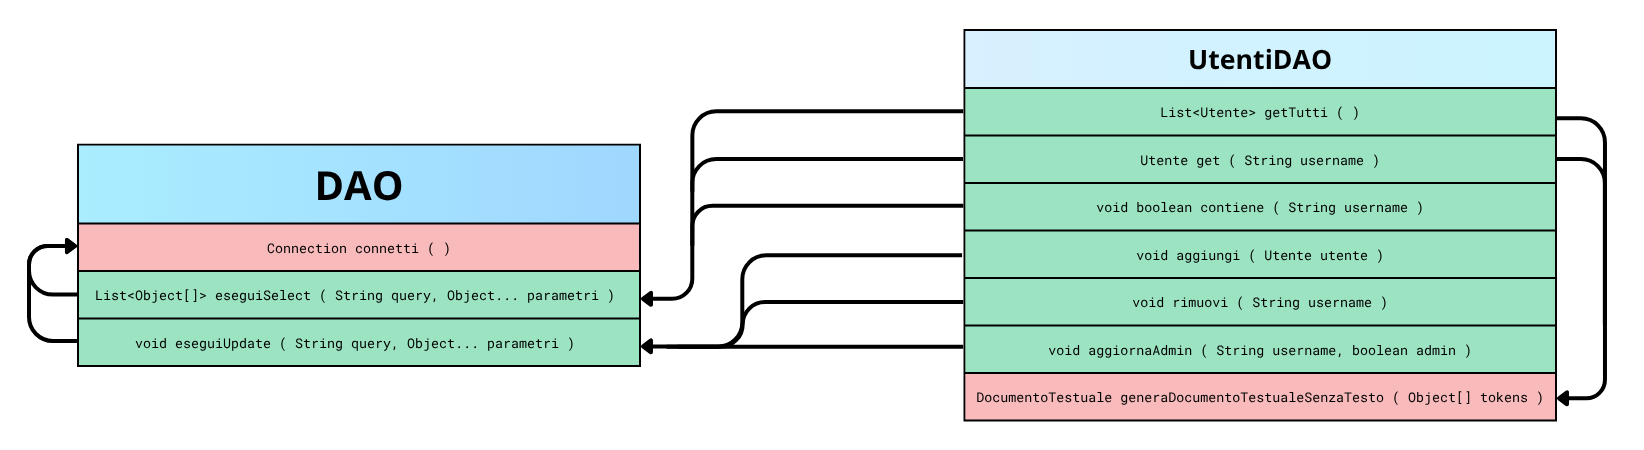 DAO
Connection connetti ( )
List<Object[]> eseguiSelect ( String query, Object... parametri )
void eseguiUpdate ( String query, Object... parametri )
UtentiDAO
List<Utente> getTutti ( )
Utente get ( String username )
void boolean contiene ( String username )
void aggiungi ( Utente utente )
void rimuovi ( String username )
void aggiornaAdmin ( String username, boolean admin )
DocumentoTestuale generaDocumentoTestualeSenzaTesto ( Object[] tokens )